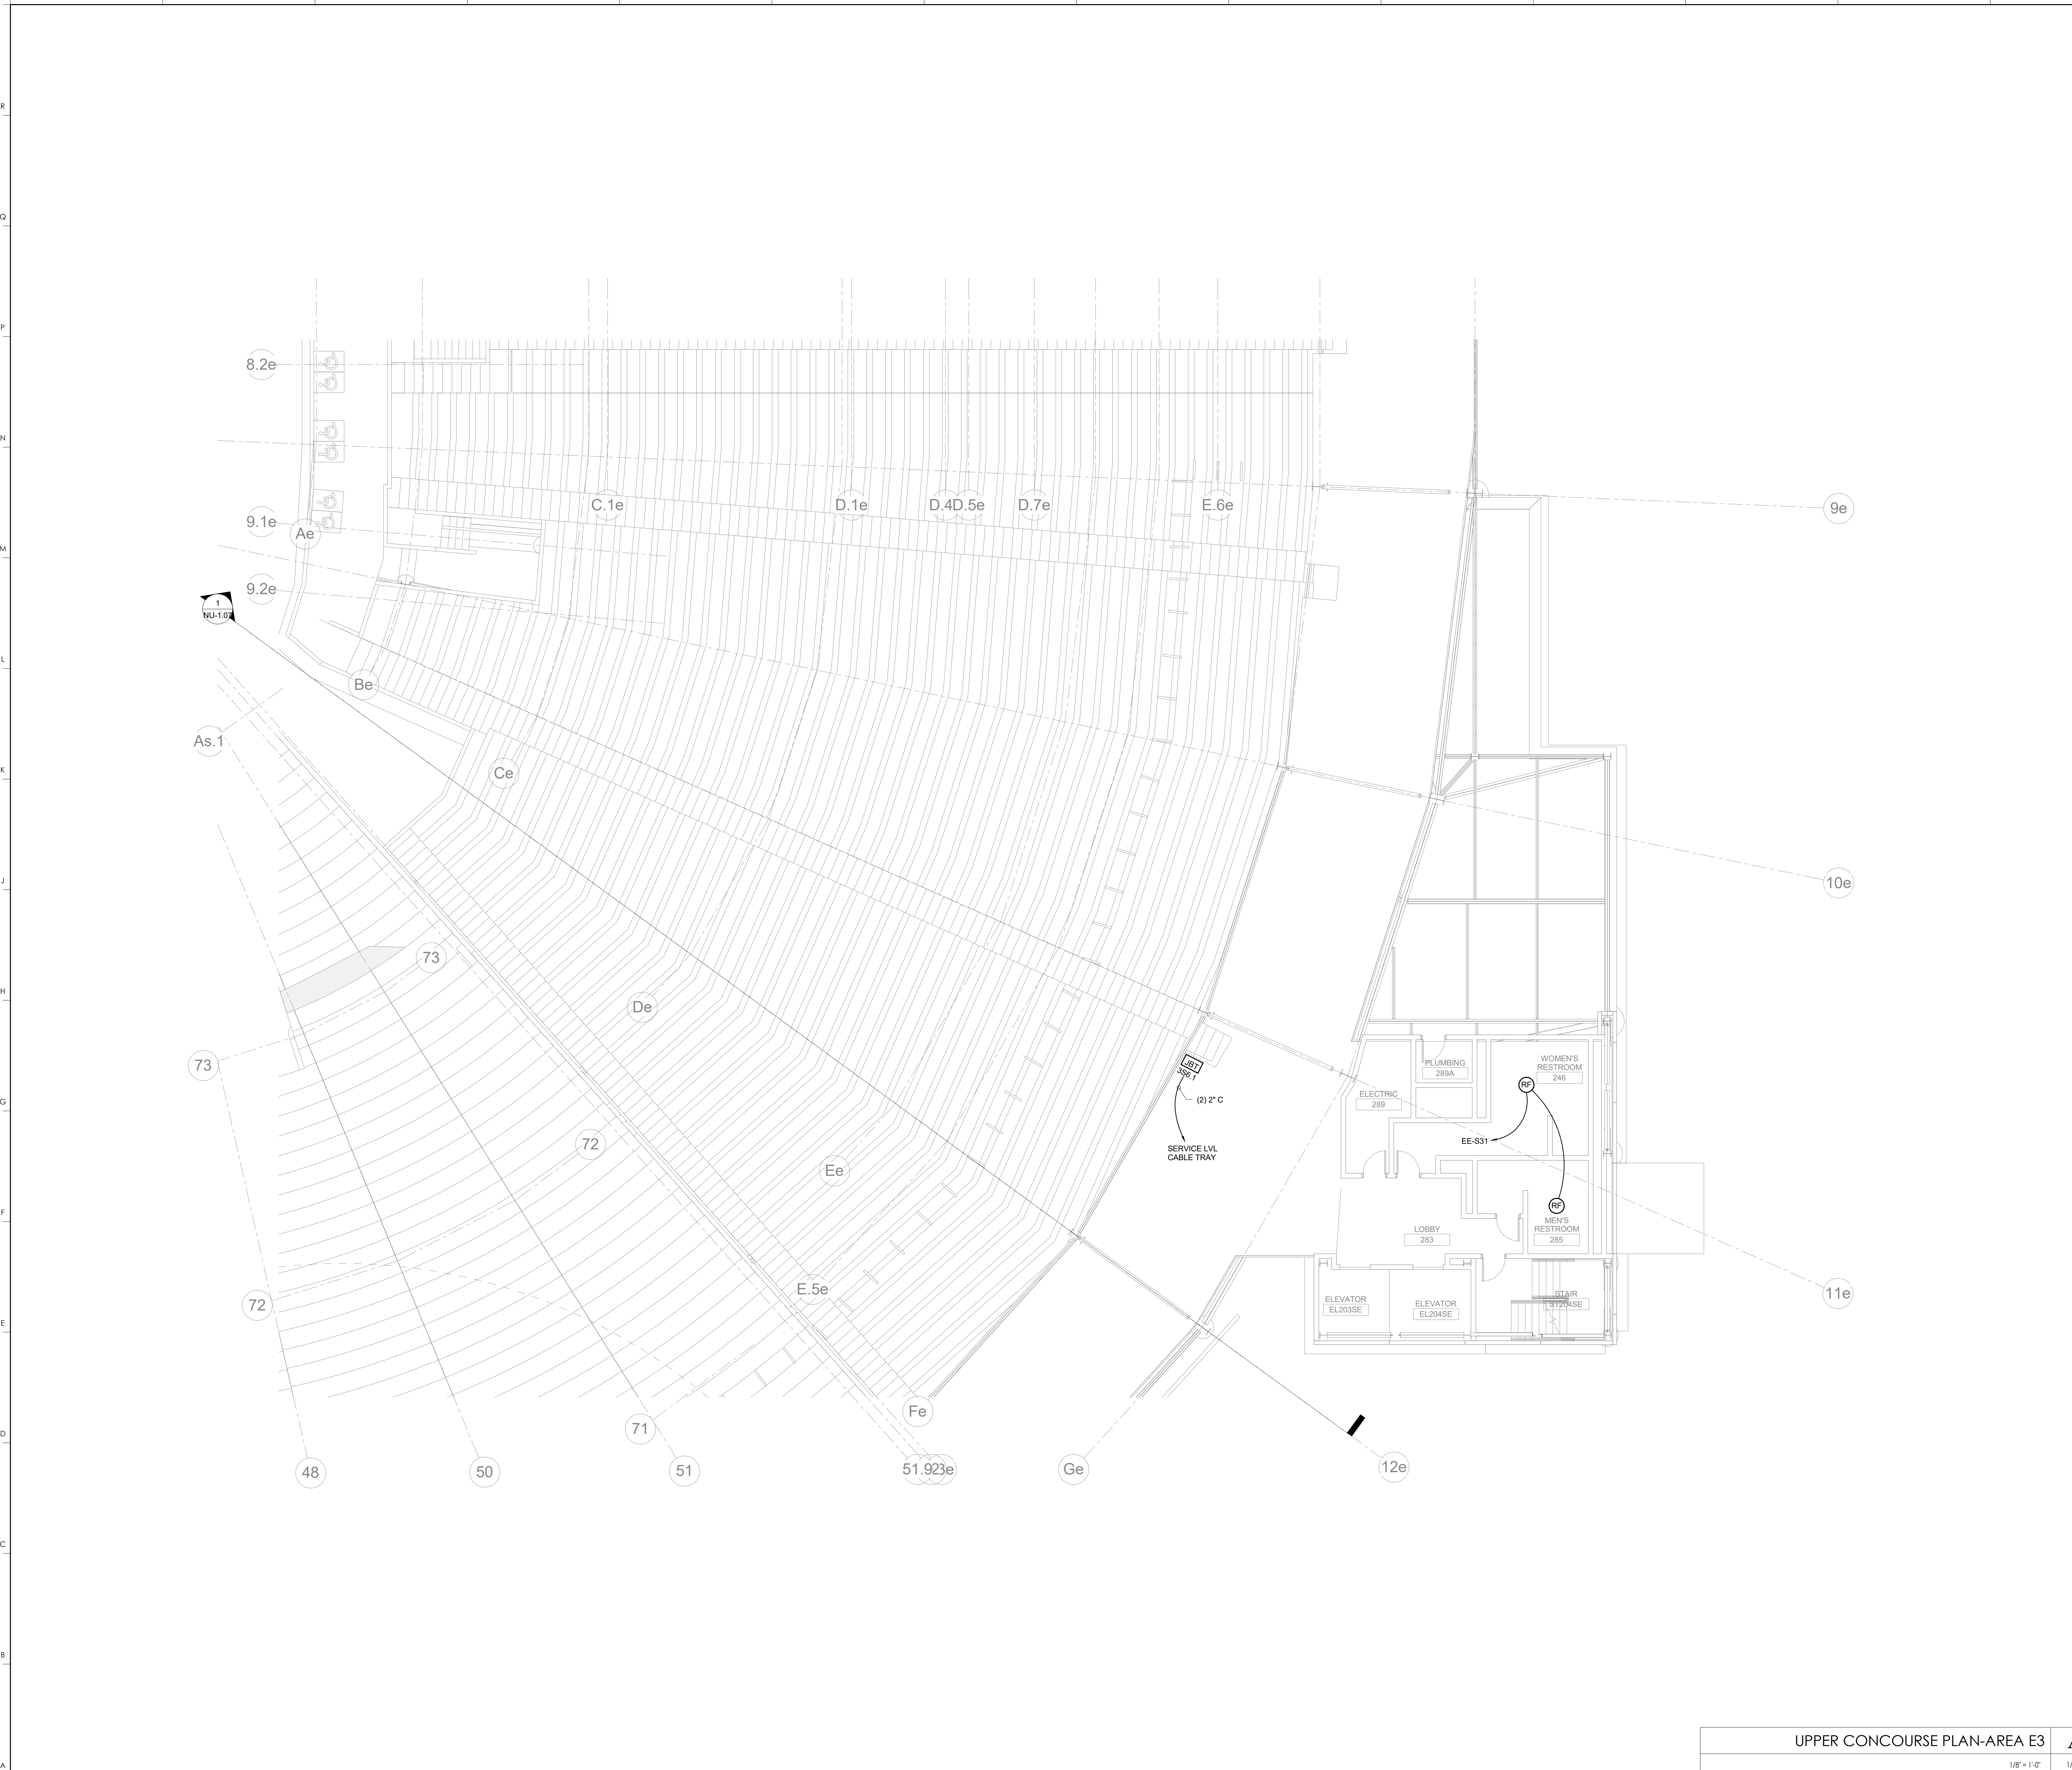 R
Q
P
8.2e
N
C.1e
D.1e
D.4
D.5e
D.7e
E.6e
9e
9.1e
Ae
M
9.2e
1
NU-1.07
L
Be
As.1
K
Ce
J
10e
73
H
De
73
JBT
3S6.1
PLUMBING
289A
WOMEN'S
RESTROOM
246
RF
G
(2) 2" C
ELECTRIC
289
72
EE-S31
SERVICE LVL
CABLE TRAY
Ee
F
RF
MEN'S
RESTROOM
285
LOBBY
283
E.5e
11e
72
ELEVATOR
EL203SE
ELEVATOR
EL204SE
STAIR
ST204SE
E
Fe
71
D
48
50
51
51.9
Ge
12e
C
B
UPPER CONCOURSE PLAN-AREA E3
1/8" = 1'-0"
A